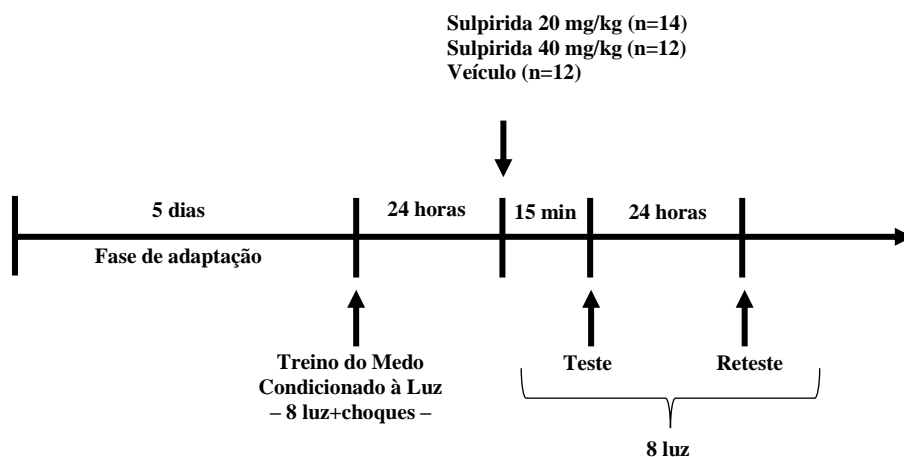 Sulpirida 20 mg/kg (n=14)
Sulpirida 40 mg/kg (n=12)
Veículo (n=12)
5 dias
24 horas
15 min
24 horas
Fase de adaptação
Treino do Medo
Condicionado à Luz
– 8 luz+choques –
Teste
Reteste
8 luz